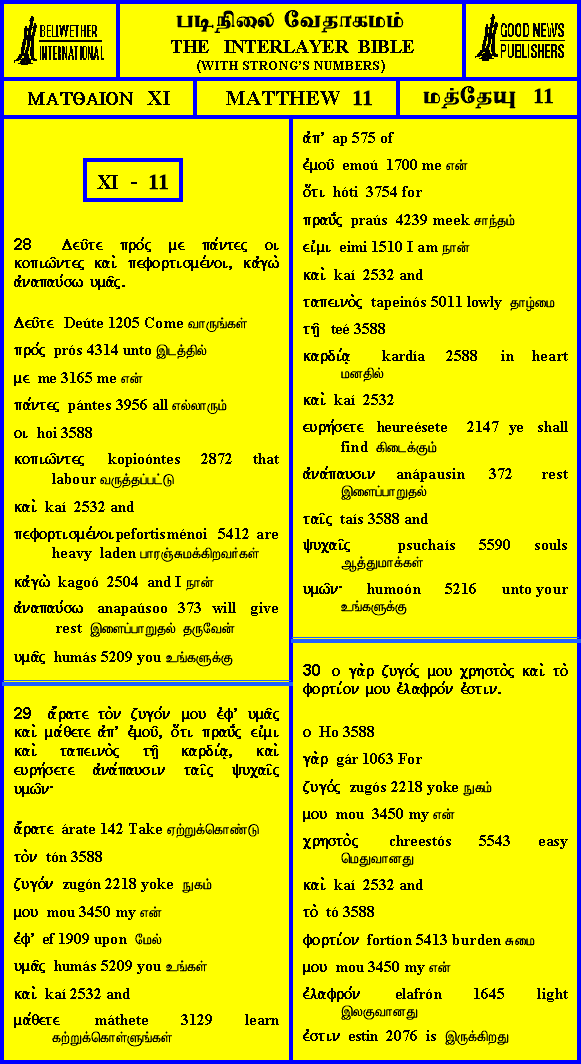 BELIWETHER
INTERNATIONAL
படிநிலை வேதாகமம்
THE INTERLAYER BIBLE
(WITH STRONG'S NUMBERS)
GOOD NEWS
PUBLISHERS
ΜΑΤΘΑΙΟΝ XI
MATTHEW 11
மத்தேயு 11
XI - 11
28 Δεῦτε πρός με πάντες οι
κοπιῶντες καὶ πεφορτισμένοι, κἀγὼ
ἀναπαύσω υμᾶς.
Δεῦτε Deúte 1205 Come வாருங்கள்
πρός prós 4314 unto இடத்தில்
με me 3165 me என்
πάντες pántes 3956 all எல்லாரும்
οι hoi 3588
κοπιῶντες kopioóntes 2872 that
labour வருத்தப்பட்டு
καὶ kaí 2532 and
πεφορτισμένοι pefortisménoi 5412 are
heavy laden பாரஞ்சுமக்கிறவர்கள்
κἀγὼ kagoó 2504 and I நான்
ἀναπαύσω anapaúsoo 373 will give
rest இளைப்பாறுதல் தருவேன்
υμᾶς humás 5209 you உங்களுக்கு
29 ἄρατε τὸν ζυγόν μου ἐφ' υμᾶς
καὶ μάθετε ἀπ' ἐμοῦ, ὅτι πραΰς εἰμι
καὶ ταπεινὸς τῇ καρδίᾳ, καὶ
ευρήσετε ἀνάπαυσιν ταῖς ψυχαῖς
υμῶν·
ἄρατε árate 142 Take ஏற்றுக்கொண்டு
τὸν tón 3588
ζυγόν zugón 2218 yoke நுகம்
μου mou 3450 my என்
ἐφ' ef 1909 upon மேல்
υμᾶς humás 5209 you உங்கள்
καὶ kaí 2532 and
μάθετε máthete 3129 learn
கற்றுக்கொள்ளுங்கள்
ἀπ' ap 575 of
ἐμοῦ emoú 1700 me என்
ὅτι hóti 3754 for
πραΰς praús 4239 meek சாந்தம்
εἰμι eimi 1510 I am நான்
καὶ kaí 2532 and
ταπεινὸς tapeinós 5011 lowly தாழ்மை
τῇ teé 3588
καρδίᾳ kardía 2588 in heart
மனதில்
καὶ kaí 2532
ευρήσετε heureésete 2147 ye shall
find கிடைக்கும்
ἀνάπαυσιν anápausin 372 rest
இளைப்பாறுதல்
ταῖς taís 3588 and
ψυχαῖς psuchaís 5590 souls
ஆத்துமாக்கள்
υμῶν· humoón 5216 unto your
உங்களுக்கு
30 ο γὰρ ζυγός μου χρηστὸς καὶ τὸ
φορτίον μου ἐλαφρόν ἐστιν.
ο Ho 3588
γὰρ gár 1063 For
ζυγός zugós 2218 yoke நுகம்
μου mou 3450 my என்
χρηστὸς chreestós 5543 easy
மெதுவானது
καὶ kaí 2532 and
τὸ tó 3588
φορτίον fortíon 5413 burden சுமை
μου mou 3450 my என்
ἐλαφρόν elafrón 1645 light
இலகுவானது
ἐστιν estin 2076 is இருக்கிறது